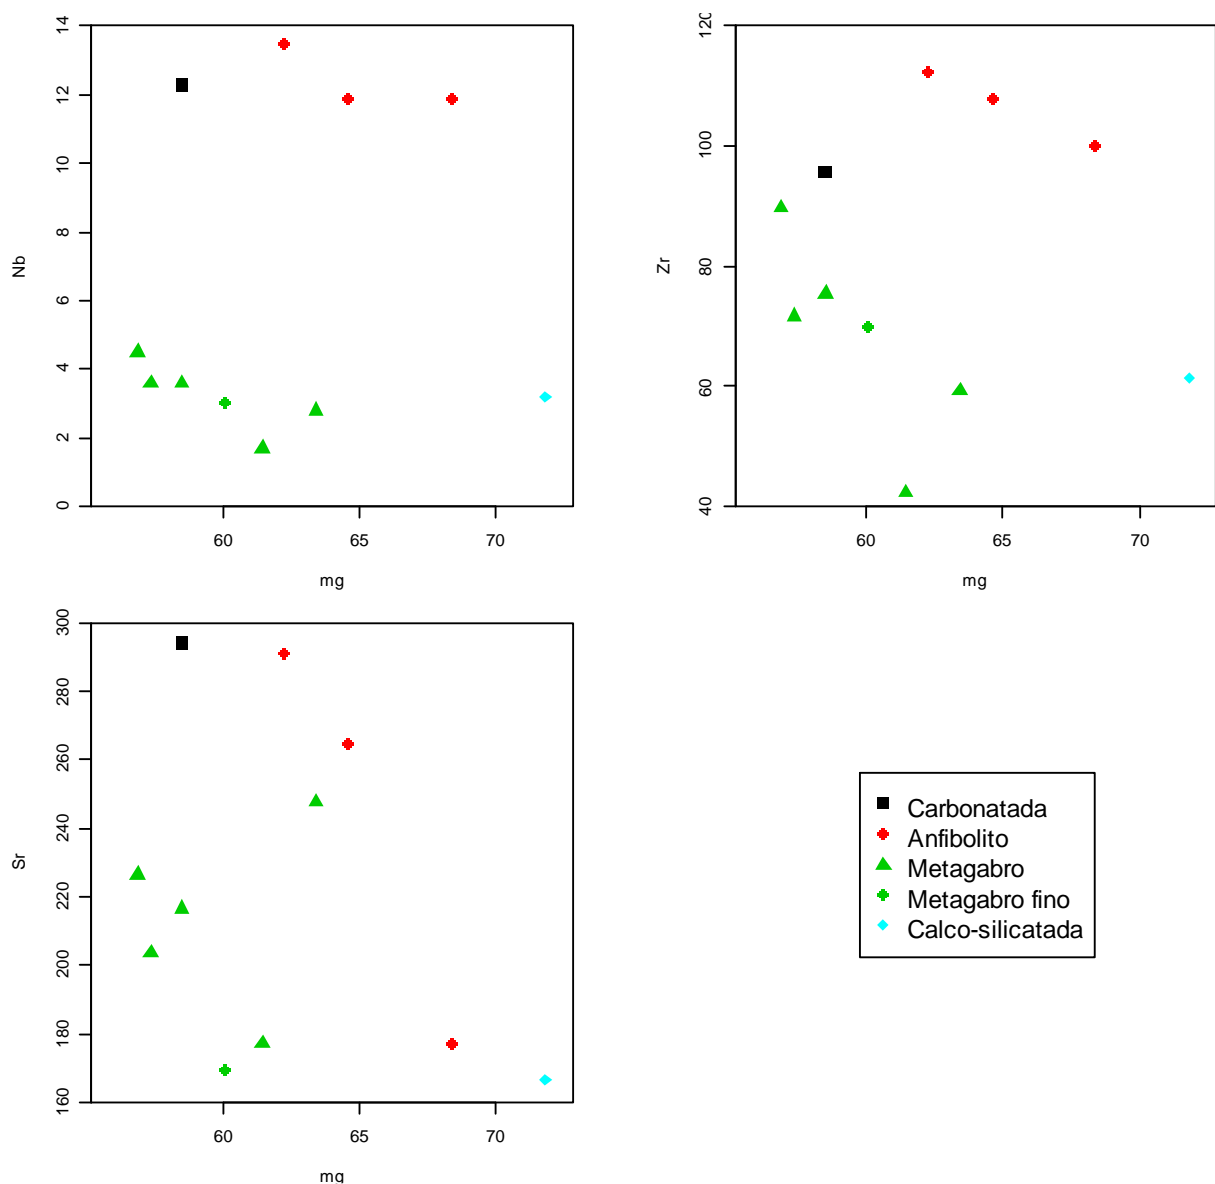 14
12
10
8
6
4
2
0
Nb
60 65 70
mg
120
100
80
60
40
Zr
60 65 70
mg
300
280
260
240
220
200
180
160
Sr
60 65 70
mg
Carbonatada
Anfibolito
Metagabro
Metagabro fino
Calco-silicatada